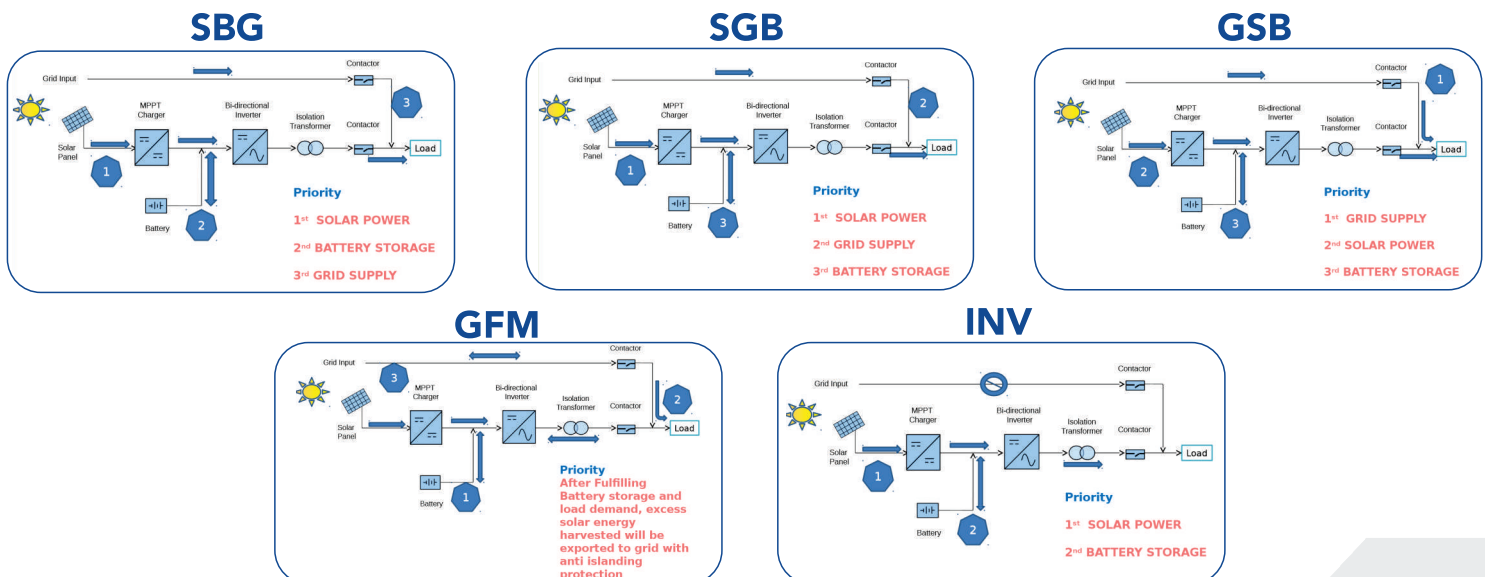 SBG
Grid Input
Contactor
3
MPPT
Charger
Bi-directional
Inverter
Isolation
Transformer
Contactor
Load
Solar
Panel
1
Battery
2
Priority
1st SOLAR POWER
2nd BATTERY STORAGE
3rd GRID SUPPLY
SGB
Grid Input
Contactor
2
MPPT
Charger
Bi-directional
Inverter
Isolation
Transformer
Contactor
Load
Solar
Panel
1
Battery
3
Priority
1st SOLAR POWER
2nd GRID SUPPLY
3rd BATTERY STORAGE
GSB
Grid Input
Contactor
1
MPPT
Charger
Bi-directional
Inverter
Isolation
Transformer
Contactor
Load
Solar
Panel
2
Battery
3
Priority
1st GRID SUPPLY
2nd SOLAR POWER
3rd BATTERY STORAGE
GFM
Grid Input
Contactor
3
MPPT
Charger
Bi-directional
Inverter
Isolation
Transformer
Contactor
2
Load
Solar
Panel
Battery
1
Priority
After Fulfilling
Battery storage and
load demand, excess
solar energy
harvested will be
exported to grid with
anti islanding
protection
INV
Grid Input
Contactor
MPPT
Charger
Bi-directional
Inverter
Isolation
Transformer
Contactor
Load
Solar
Panel
1
Battery
2
Priority
1st SOLAR POWER
2nd BATTERY STORAGE